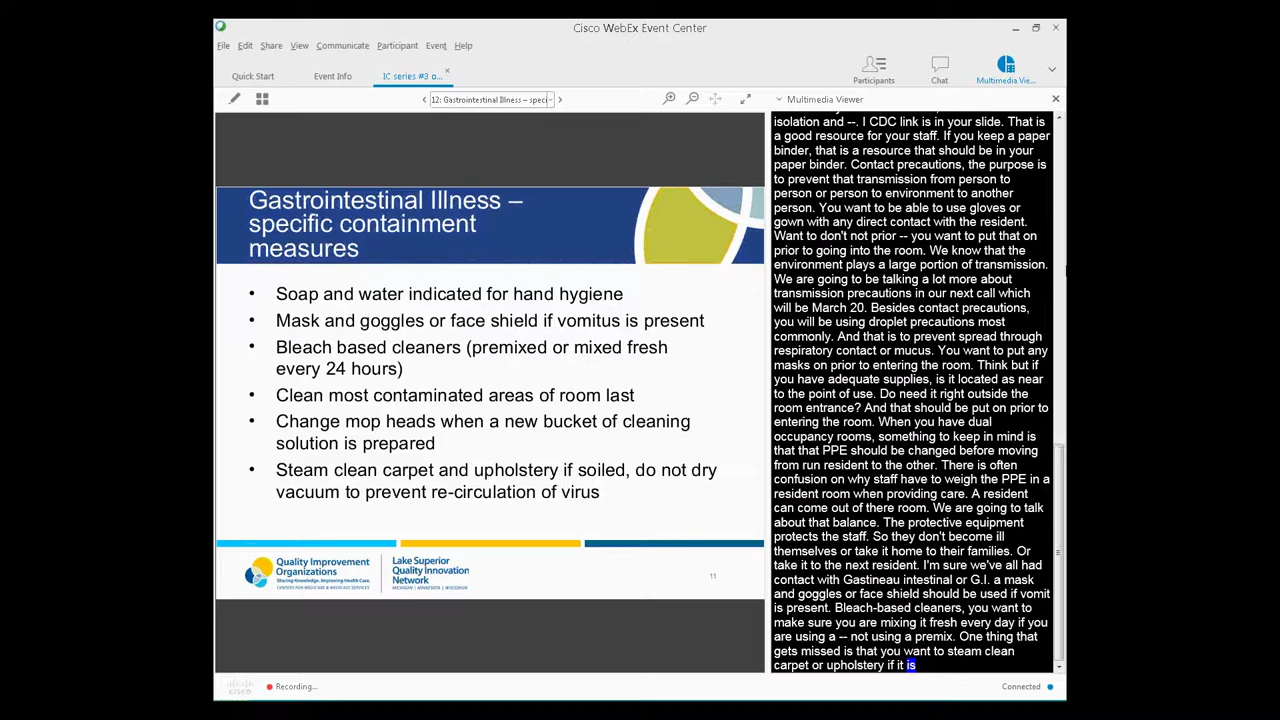 Cisco WebEx Event Center
File Edit Share View Communicate Participant Event Help
Quick Start Event Info IC series #3 o...
Participants Chat Multimedia Vie...
12: Gastrointestinal Illness – speci
Multimedia Viewer
Gastrointestinal Illness –
specific containment
measures
• Soap and water indicated for hand hygiene
• Mask and goggles or face shield if vomitus is present
• Bleach based cleaners (premixed or mixed fresh
every 24 hours)
• Clean most contaminated areas of room last
• Change mop heads when a new bucket of cleaning
solution is prepared
• Steam clean carpet and upholstery if soiled, do not dry
vacuum to prevent re-circulation of virus
Quality Improvement
Organizations
Sharing Knowledge. Improving Health Care.
CENTERS FOR MEDICARE & MEDICAID SERVICES
Lake Superior
Quality Innovation
Network
MICHIGAN | MINNESOTA | WISCONSIN
11
isolation and --. I CDC link is in your slide. That is
a good resource for your staff. If you keep a paper
binder, that is a resource that should be in your
paper binder. Contact precautions, the purpose is
to prevent that transmission from person to
person or person to environment to another
person. You want to be able to use gloves or
gown with any direct contact with the resident.
Want to don't not prior -- you want to put that on
prior to going into the room. We know that the
environment plays a large portion of transmission.
We are going to be talking a lot more about
transmission precautions in our next call which
will be March 20. Besides contact precautions,
you will be using droplet precautions most
commonly. And that is to prevent spread through
respiratory contact or mucus. You want to put any
masks on prior to entering the room. Think but if
you have adequate supplies, is it located as near
to the point of use. Do need it right outside the
room entrance? And that should be put on prior to
entering the room. When you have dual
occupancy rooms, something to keep in mind is
that that PPE should be changed before moving
from run resident to the other. There is often
confusion on why staff have to weigh the PPE in a
resident room when providing care. A resident
can come out of there room. We are going to talk
about that balance. The protective equipment
protects the staff. So they don't become ill
themselves or take it home to their families. Or
take it to the next resident. I'm sure we've all had
contact with Gastineau intestinal or G.I. a mask
and goggles or face shield should be used if vomit
is present. Bleach-based cleaners, you want to
make sure you are mixing it fresh every day if you
are using a -- not using a premix. One thing that
gets missed is that you want to steam clean
carpet or upholstery if it is
cisco
Recording...
Connected